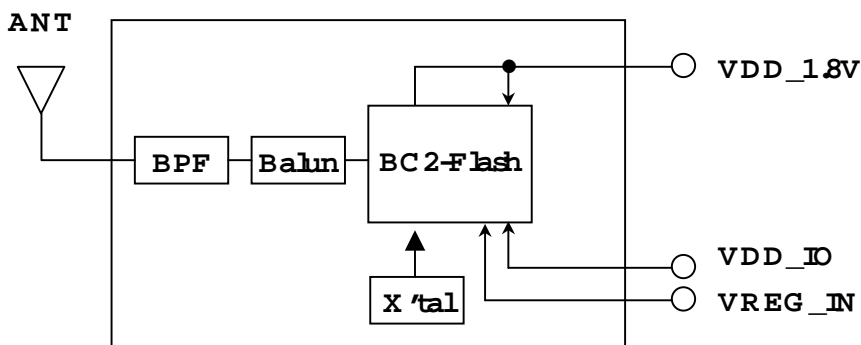 ANT
VDD_1.8V
BPF
Balun
BC2-Flash
VDD_IO
X'tal
VREG_IN